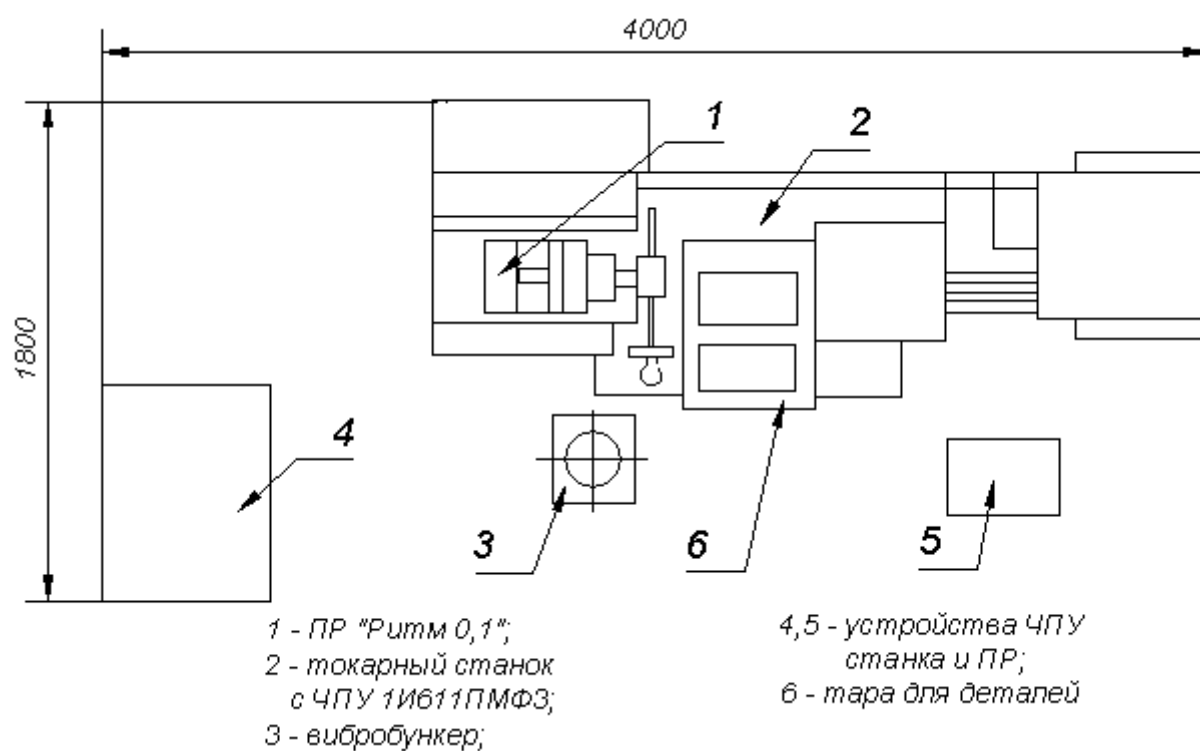 4000
1
2
1800
4
3
6
5
1 - ПР "Ритм 0,1";
2 - токарный станок
с ЧПУ 1И611ПМФ3;
3 - вибробункер;
4,5 - устройства ЧПУ
станка и ПР;
6 - тара для деталей